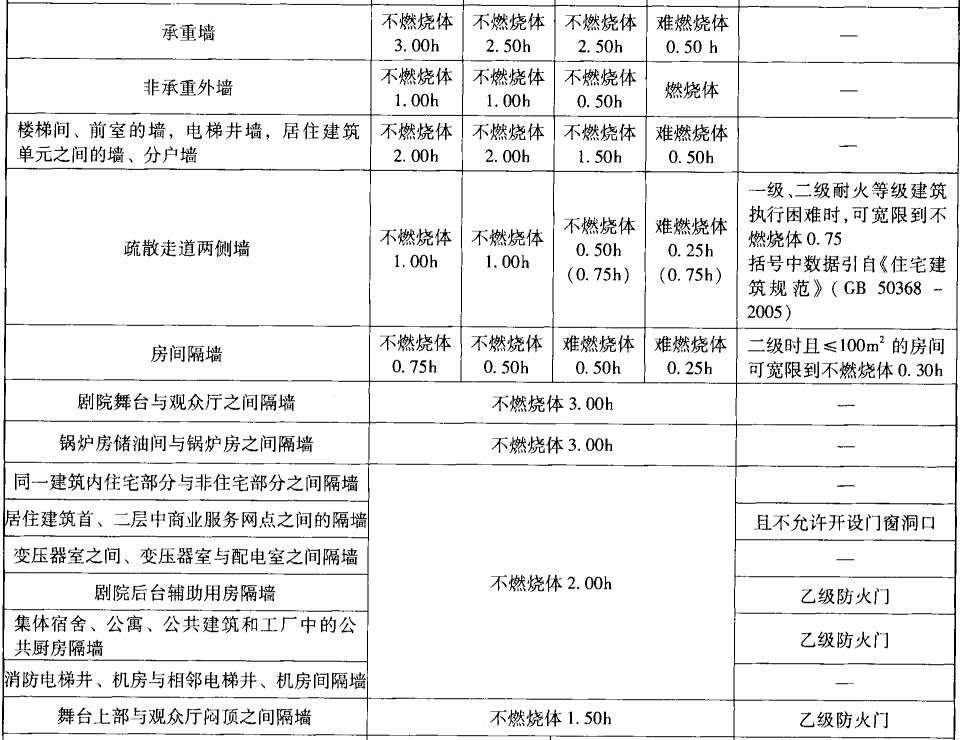 承重墙 不燃烧体 3.00h 不燃烧体 2.50h 不燃烧体 2.50h 难燃烧体 0.50 h —
非承重外墙 不燃烧体 1.00h 不燃烧体 1.00h 不燃烧体 0.50h 燃烧体 —
楼梯间、前室的墙，电梯井墙，居住建筑
单元之间的墙、分户墙
不燃烧体 2.00h 不燃烧体 2.00h 不燃烧体 1.50h 难燃烧体 0.50h —
疏散走道两侧墙
不燃烧体 1.00h
不燃烧体 1.00h
不燃烧体 0.50h (0.75h)
难燃烧体 0.25h (0.75h)
一级、二级耐火等级建筑
执行困难时，可宽限到不
燃烧体0.75
括号中数据引自《住宅建
筑规范》(GB 50368－
2005)
房间隔墙
不燃烧体 0.75h 不燃烧体 0.50h 难燃烧体 0.50h 难燃烧体 0.25h
二级时且≤100m² 的房间
可宽限到不燃烧体0.30h
剧院舞台与观众厅之间隔墙 不燃烧体3.00h —
锅炉房储油间与锅炉房之间隔墙 不燃烧体3.00h —
同一建筑内住宅部分与非住宅部分之间隔墙 —
居住建筑首、二层中商业服务网点之间的隔墙 且不允许开设门窗洞口
变压器室之间、变压器室与配电室之间隔墙 —
不燃烧体2.00h
剧院后台辅助用房隔墙 乙级防火门
集体宿舍、公寓、公共建筑和工厂中的公
共厨房隔墙
乙级防火门
消防电梯井、机房与相邻电梯井、机房间隔墙 —
舞台上部与观众厅闷顶之间隔墙 不燃烧体1.50h 乙级防火门